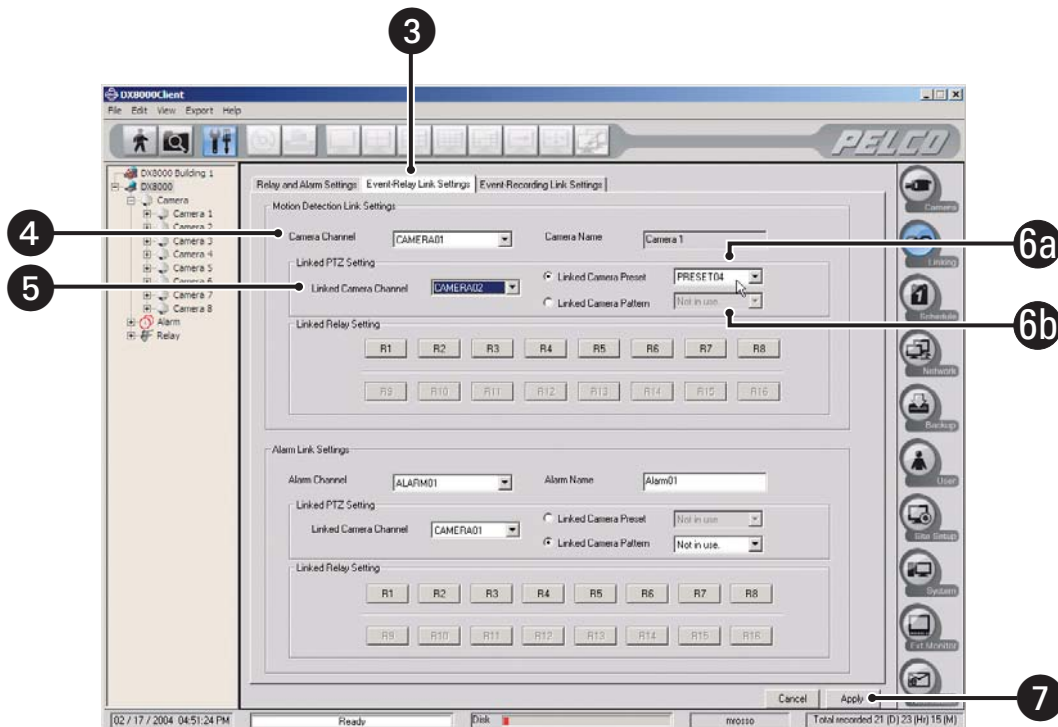 3
DX8000Client
File Edit View Export Help
PELCO
DX8000 Building 1
DX8000
Camera
Camera 1
Camera 2
Camera 3
Camera 4
Camera 5
Camera 6
Camera 7
Camera 8
Alarm
Relay
Relay and Alarm Settings Event-Relay Link Settings Event-Recording Link Settings
Motion Detection Link Settings
4
Camera Channel CAMERA01 Camera Name Camera 1
6a
Linked PTZ Setting
5
Linked Camera Channel CAMERA02 Linked Camera Preset PRESET04
Linked Camera Pattern Not in use.
6b
Linked Relay Setting
R1 R2 R3 R4 R5 R6 R7 R8
R9 R10 R11 R12 R13 R14 R15 R16
Alarm Link Settings
Alarm Channel ALARM01 Alarm Name Alarm01
Linked PTZ Setting
Linked Camera Channel CAMERA01 Linked Camera Preset Not in use
Linked Camera Pattern Not in use.
Linked Relay Setting
R1 R2 R3 R4 R5 R6 R7 R8
R9 R10 R11 R12 R13 R14 R15 R16
Camera
Linking
Schedule
Network
Backup
User
Site Setup
System
Ext Monitor
Cancel Apply
7
02 / 17 / 2004 04:51:24 PM Ready Disk mrosso Total recorded 21 (D) 23 (Hr) 15 (M)